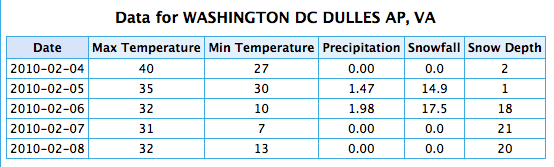 Data for WASHINGTON DC DULLES AP, VA
Date Max Temperature Min Temperature Precipitation Snowfall Snow Depth
2010-02-04 40 27 0.00 0.0 2
2010-02-05 35 30 1.47 14.9 1
2010-02-06 32 10 1.98 17.5 18
2010-02-07 31 7 0.00 0.0 21
2010-02-08 32 13 0.00 0.0 20